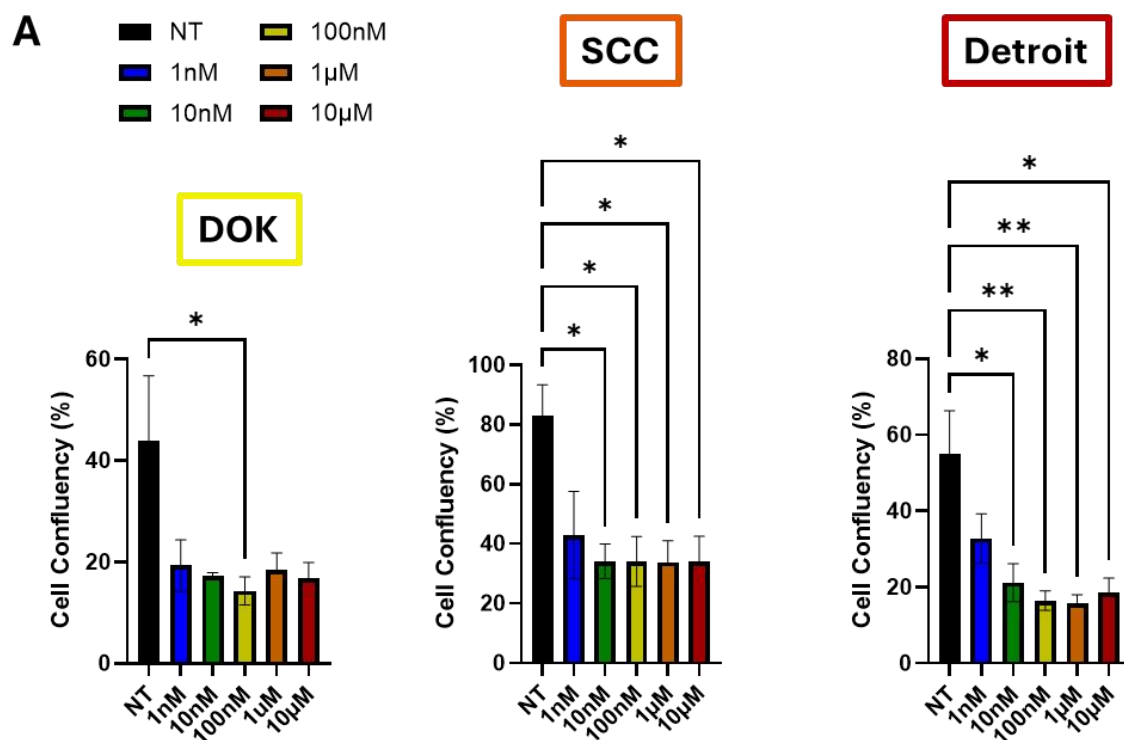 A
NT
100nM
1nM
1µM
10nM
10µM
DOK
SCC
Detroit
*
Cell Confluency (%)
60
40
20
0
NT
1nM
10nM
100nM
1uM
10µM
*
*
*
*
Cell Confluency (%)
100
80
60
40
20
0
NT
1nM
10nM
100nM
1µM
10µM
*
**
**
*
Cell Confluency (%)
80
60
40
20
0
NT
1nM
10nM
100nM
1µM
10µM